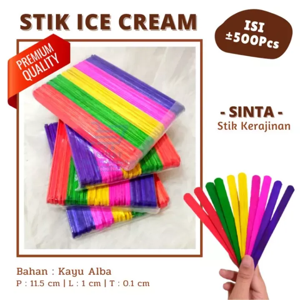 STIK ICE CREAM
PREMIUM
QUALITY
ISI
±500Pcs
- SINTA -
Stik Kerajinan
Bahan : Kayu Alba
P : 11.5 cm | L : 1 cm | T : 0.1 cm